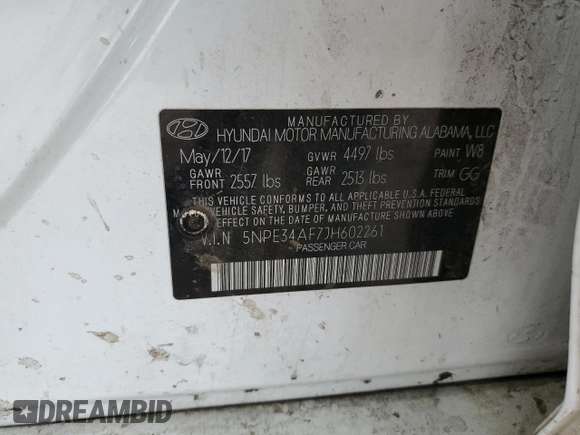 MANUFACTURED BY
HYUNDAI MOTOR MANUFACTURING ALABAMA, LLC
May/12/17 GVWR 4497 lbs PAINT W8
GAWR FRONT 2557 lbs GAWR REAR 2513 lbs TRIM GG
THIS VEHICLE CONFORMS TO ALL APPLICABLE U.S.A. FEDERAL
MOTOR VEHICLE SAFETY, BUMPER, AND THEFT PREVENTION STANDARDS
IN EFFECT ON THE DATE OF MANUFACTURE SHOWN ABOVE.
V.I.N 5NPE34AF7JH602261
PASSENGER CAR
DREAMBID